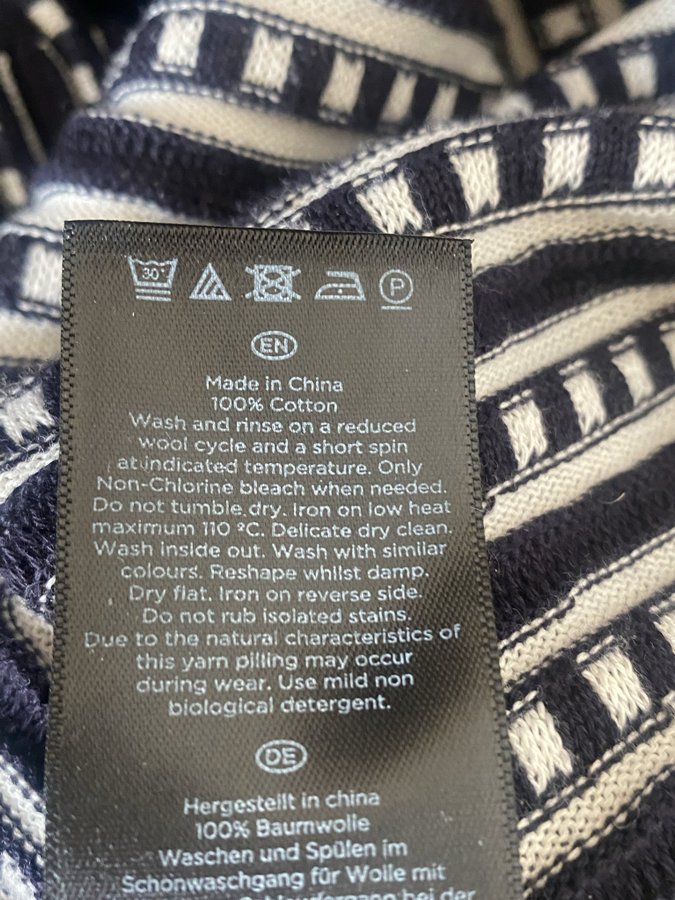 30°
P
EN
Made in China
100% Cotton
Wash and rinse on a reduced
wool cycle and a short spin
at indicated temperature. Only
Non-Chlorine bleach when needed.
Do not tumble dry. Iron on low heat
maximum 110 ºC. Delicate dry clean.
Wash inside out. Wash with similar
colours. Reshape whilst damp.
Dry flat. Iron on reverse side.
Do not rub isolated stains.
Due to the natural characteristics of
this yarn pilling may occur
during wear. Use mild non
biological detergent.
DE
Hergestellt in china
100% Baumwolle
Waschen und Spülen im
Schonwaschgang für Wolle mit
bei der